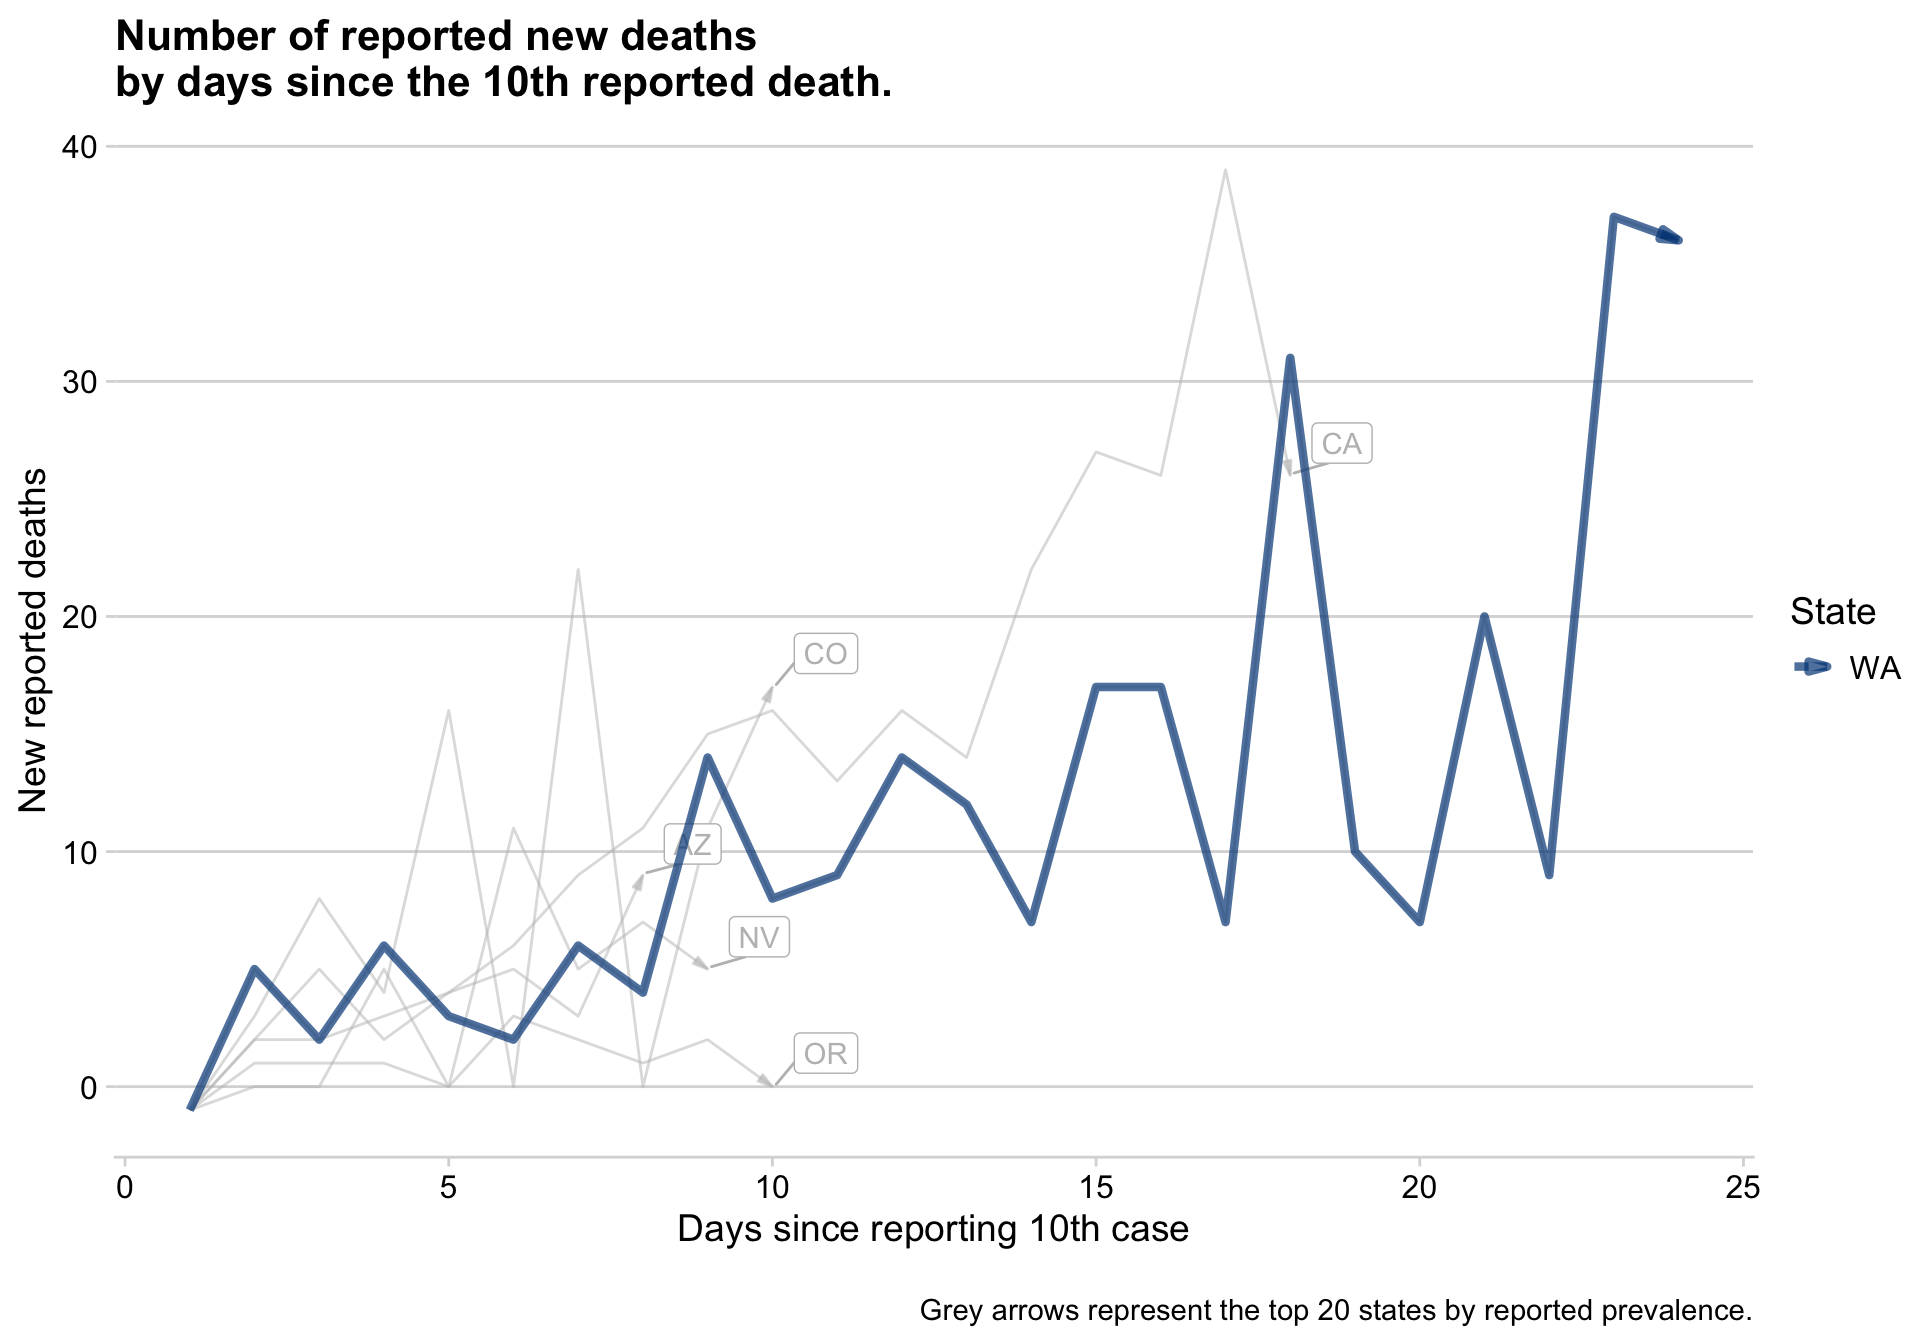 Number of reported new deaths
by days since the 10th reported death.
40
30
20
10
0
New reported deaths
CA
CO
AZ
NV
OR
State
WA
0 5 10 15 20 25
Days since reporting 10th case
Grey arrows represent the top 20 states by reported prevalence.